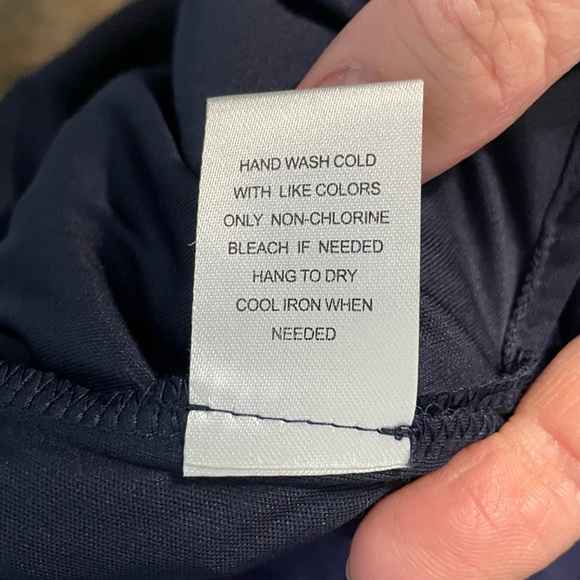 HAND WASH COLD
WITH LIKE COLORS
ONLY NON-CHLORINE
BLEACH IF NEEDED
HANG TO DRY
COOL IRON WHEN
NEEDED